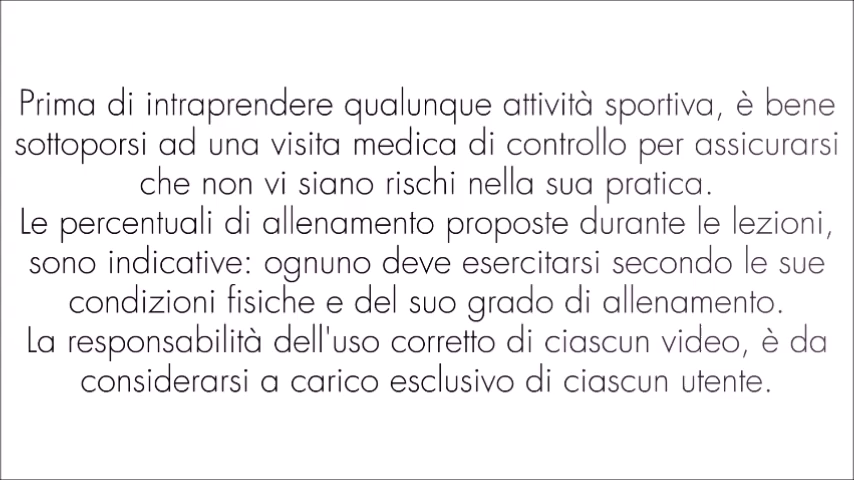 Prima di intraprendere qualunque attività sportiva, è bene
sottoporsi ad una visita medica di controllo per assicurarsi
che non vi siano rischi nella sua pratica.
Le percentuali di allenamento proposte durante le lezioni,
sono indicative: ognuno deve esercitarsi secondo le sue
condizioni fisiche e del suo grado di allenamento.
La responsabilità dell'uso corretto di ciascun video, è da
considerarsi a carico esclusivo di ciascun utente.